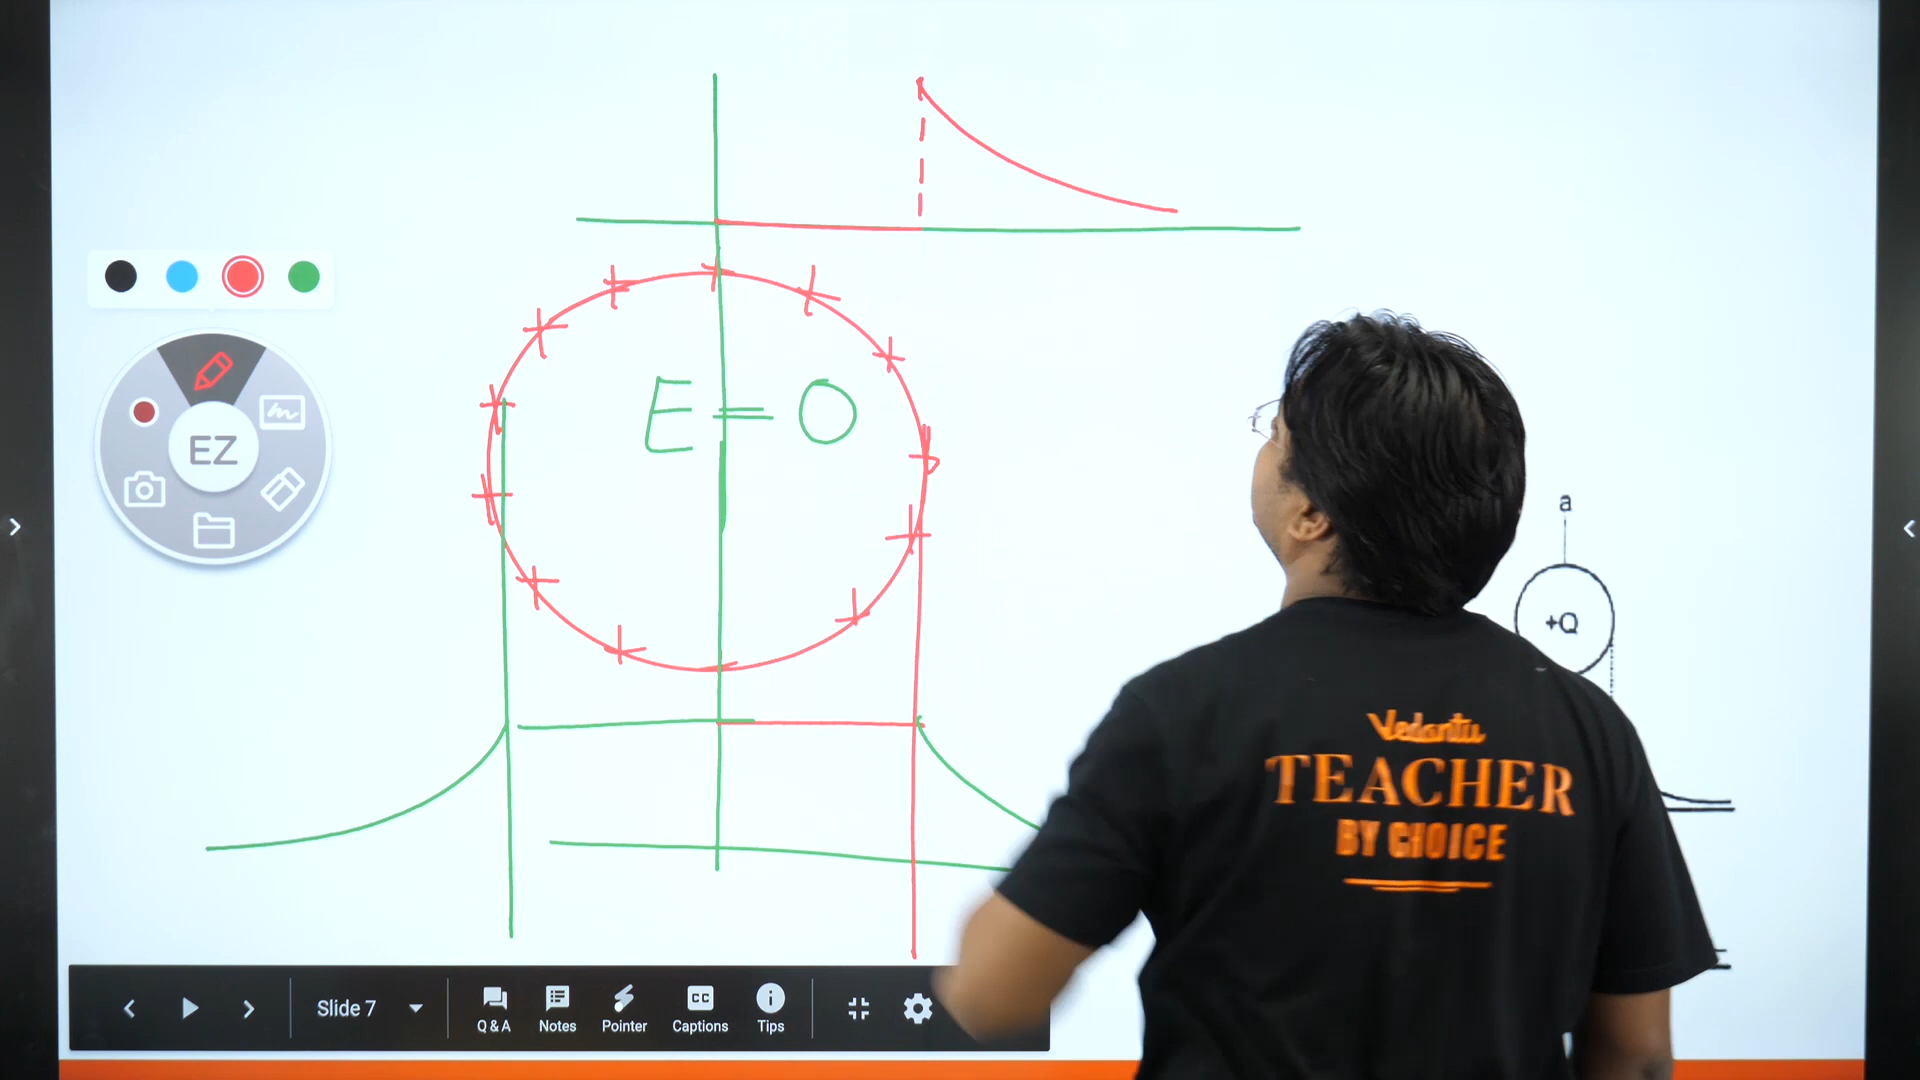 EZ
E = 0
a
+Q
Vedantu
TEACHER
BY CHOICE
Slide 7
Q & A
Notes
Pointer
CC
Captions
Tips